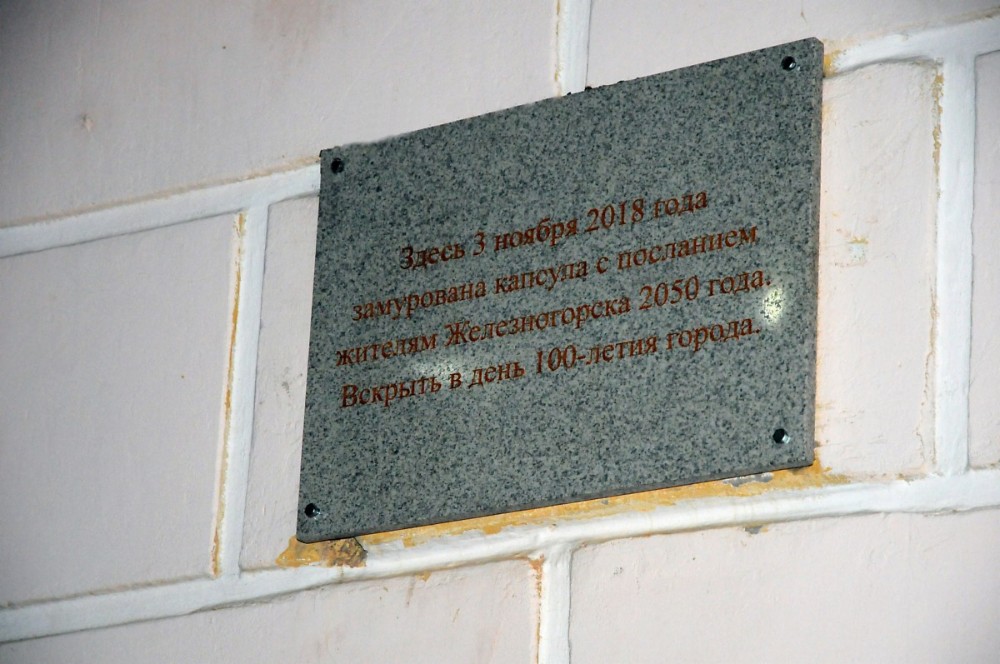 Здесь 3 ноября 2018 года
замурована капсула с посланием
жителям Железногорска 2050 года.
Вскрыть в день 100-летия города.